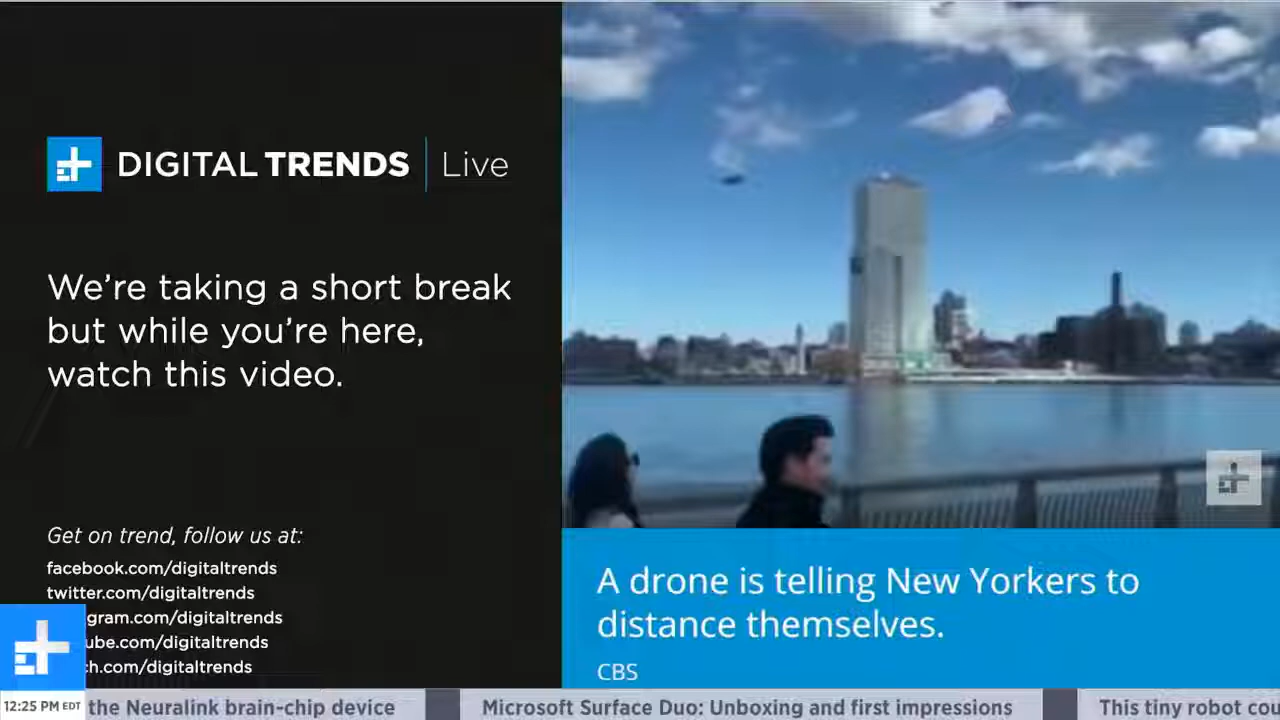 DIGITAL TRENDS Live
We're taking a short break
but while you're here,
watch this video.
Get on trend, follow us at:
facebook.com/digitaltrends
twitter.com/digitaltrends
gram.com/digitaltrends
ube.com/digitaltrends
h.com/digitaltrends
A drone is telling New Yorkers to
distance themselves.
CBS
12:25 PM EDT
the Neuralink brain-chip device
Microsoft Surface Duo: Unboxing and first impressions
This tiny robot cou